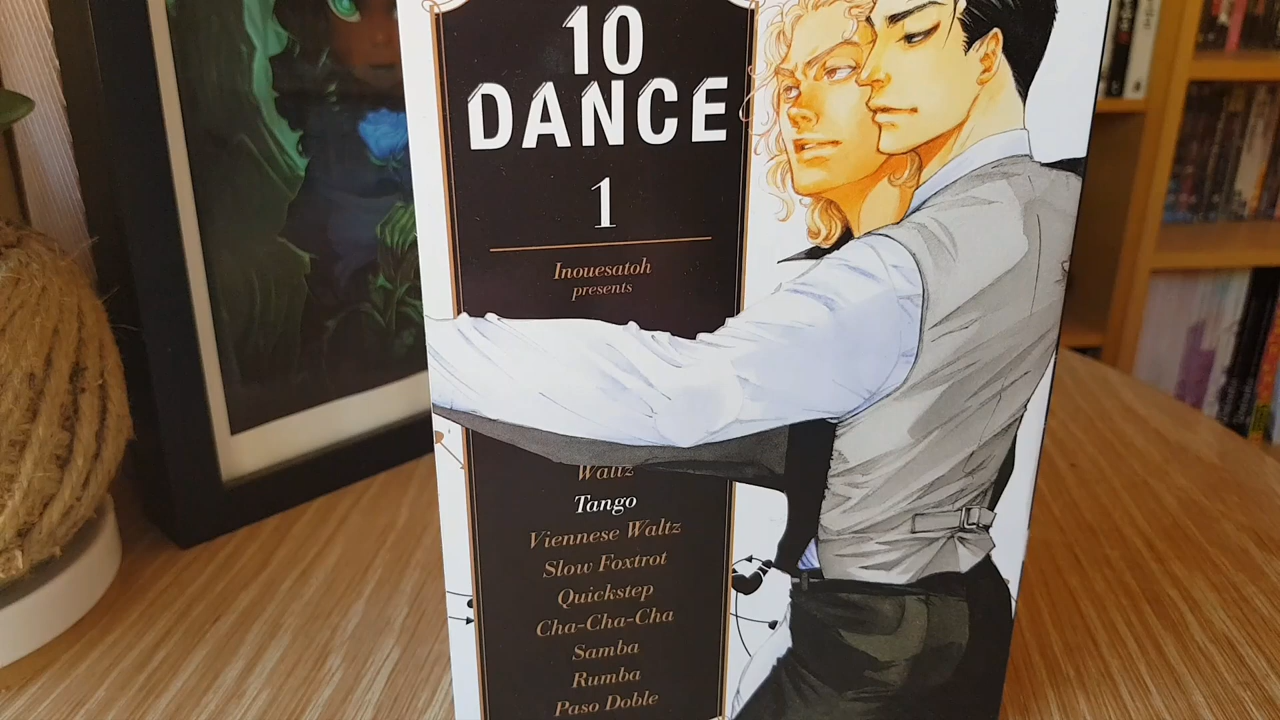 10
DANCE
1
Inouesatoh
presents
Waltz
Tango
Viennese Waltz
Slow Foxtrot
Quickstep
Cha-Cha-Cha
Samba
Rumba
Paso Doble